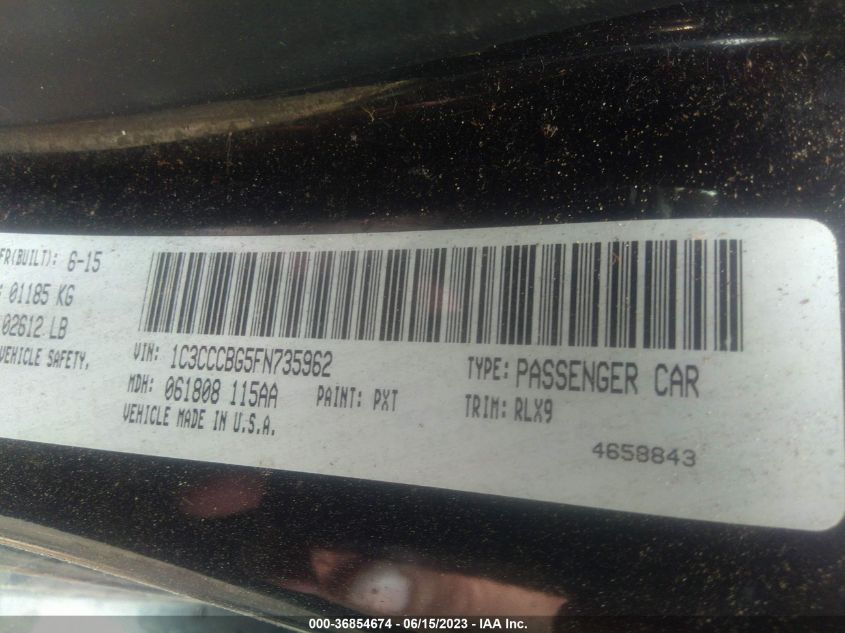 FR(BUILT): 6-15
: 01185 KG
02612 LB
VEHICLE SAFETY,
VIN: 1C3CCCBG5FN735962
TYPE: PASSENGER CAR
MDH: 061808 115AA PAINT: PXT
TRIM: RLX9
VEHICLE MADE IN U.S.A.
4658843
000-36854674 - 06/15/2023 - IAA Inc.